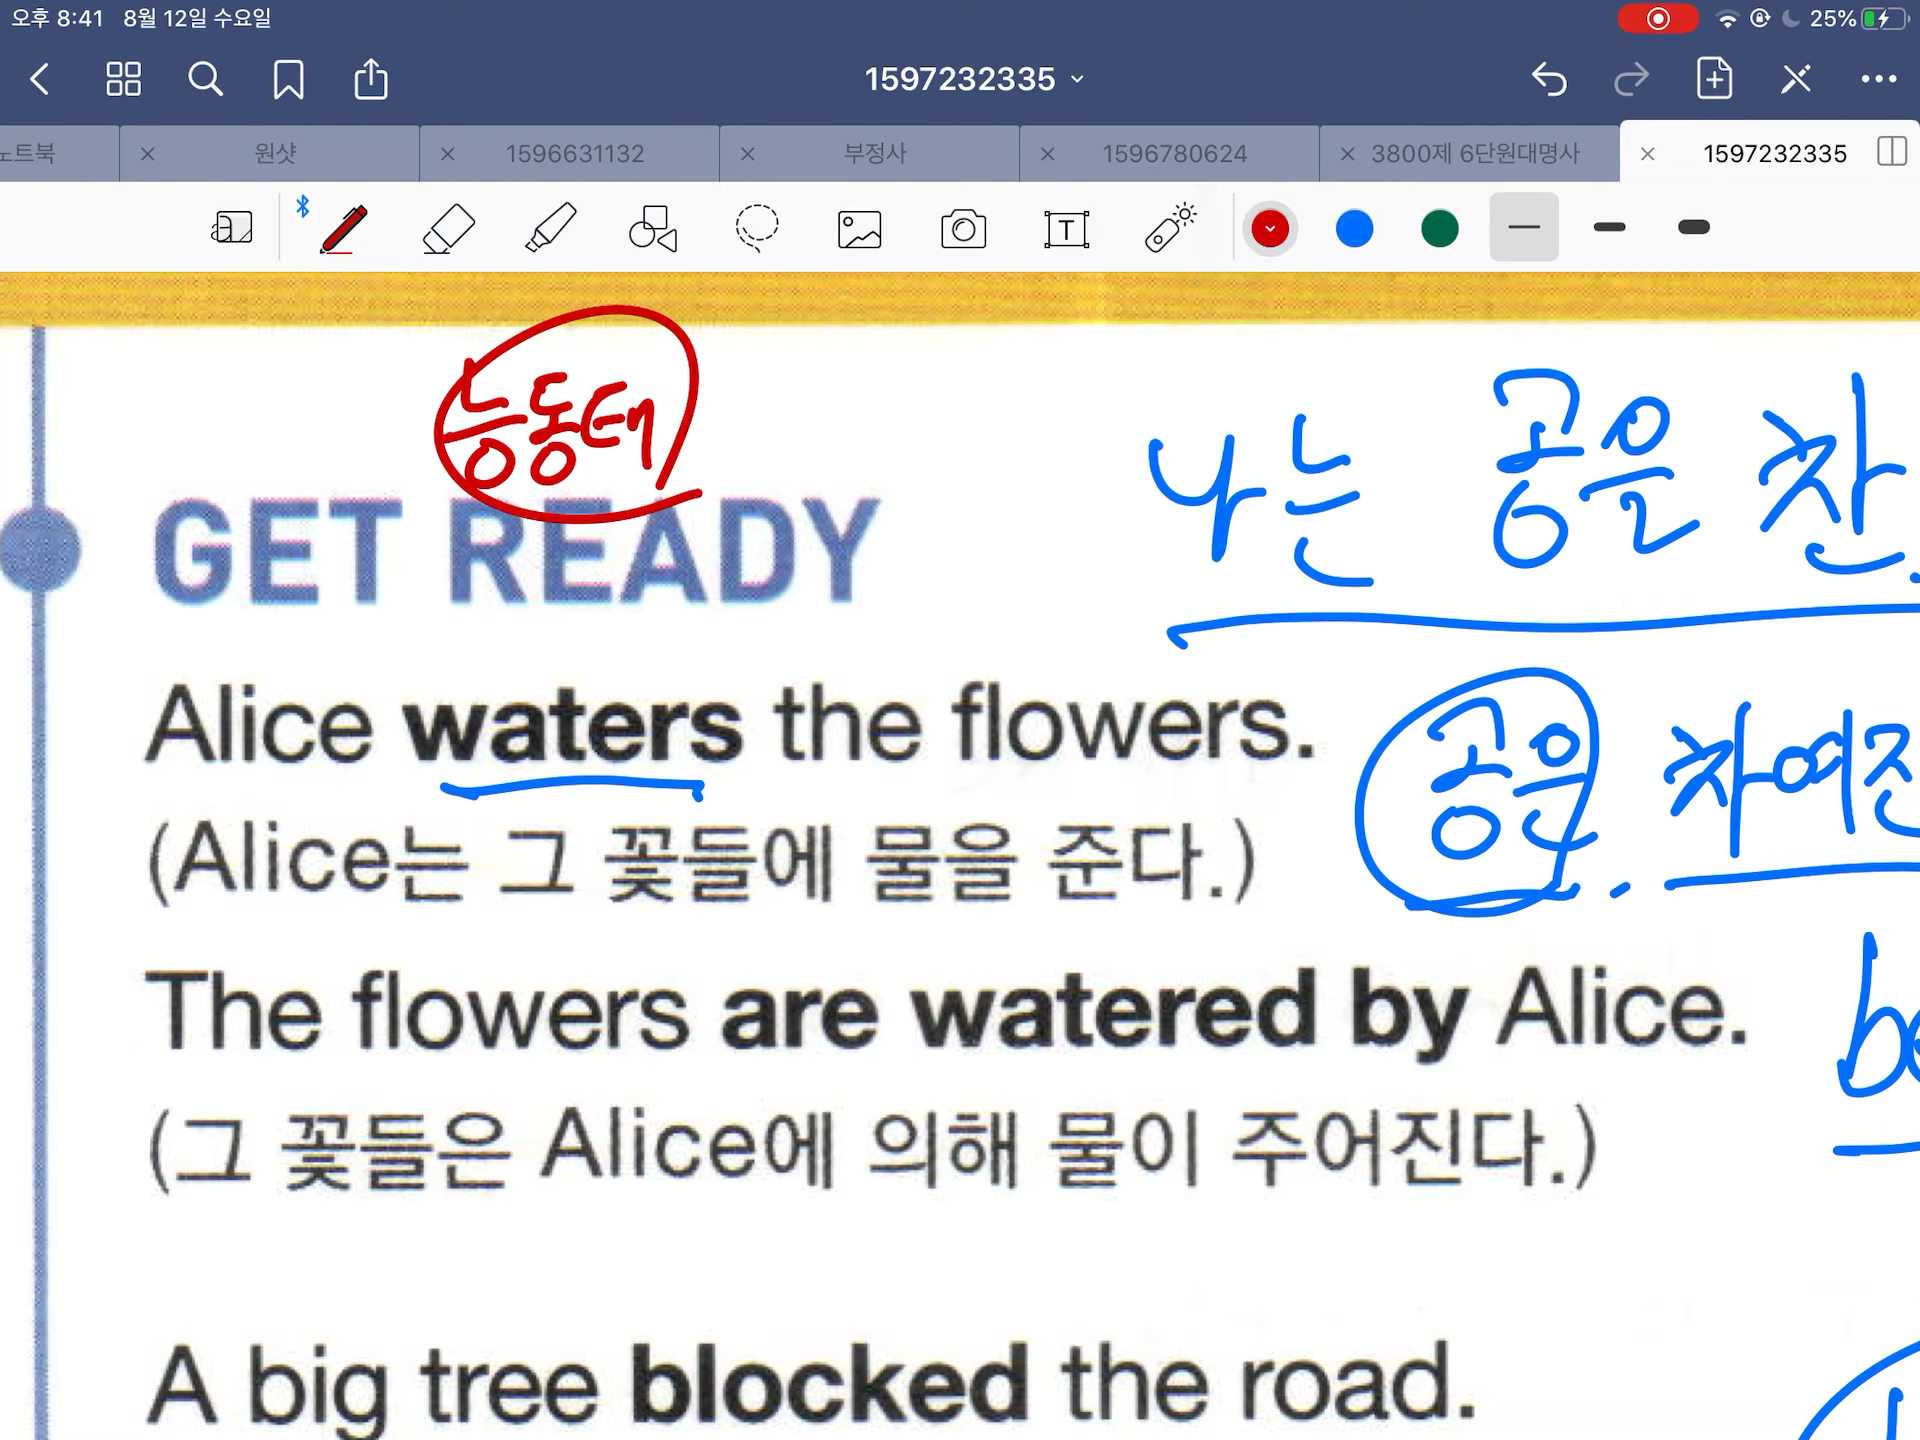 오후 8:41 8월 12일 수요일 25%
1597232335
노트북 원샷 1596631132 부정사 1596780624 3800제 6단원대명사 1597232335
T
능동태
나는 공을 찬
GET READY
Alice waters the flowers.
공은 차여진
(Alice는 그 꽃들에 물을 준다.)
The flowers are watered by Alice.
be
(그 꽃들은 Alice에 의해 물이 주어진다.)
A big tree blocked the road.